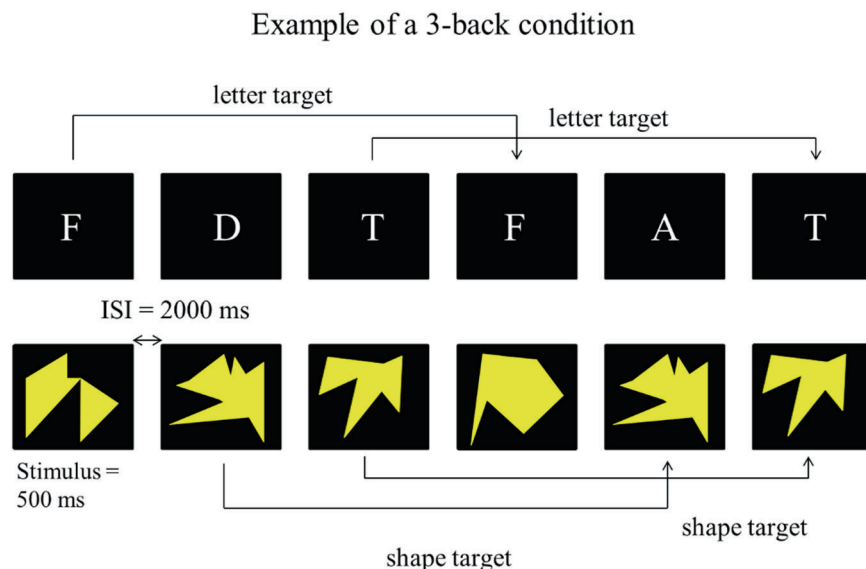 Example of a 3-back condition
letter target
letter target
F D T F A T
ISI = 2000 ms
Stimulus =
500 ms
shape target
shape target